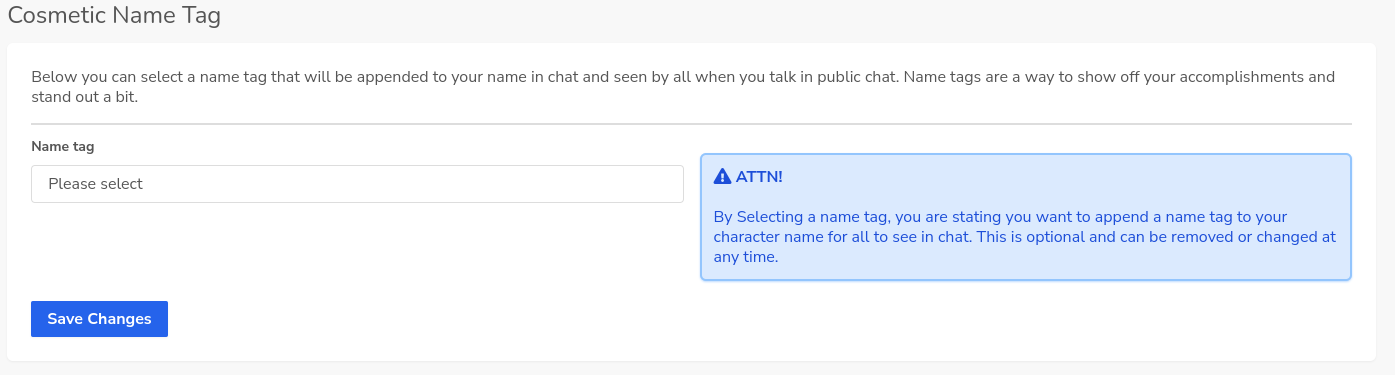 Cosmetic Name Tag
Below you can select a name tag that will be appended to your name in chat and seen by all when you talk in public chat. Name tags are a way to show off your accomplishments and
stand out a bit.
Name tag
Please select
ATTN!
By Selecting a name tag, you are stating you want to append a name tag to your
character name for all to see in chat. This is optional and can be removed or changed at
any time.
Save Changes